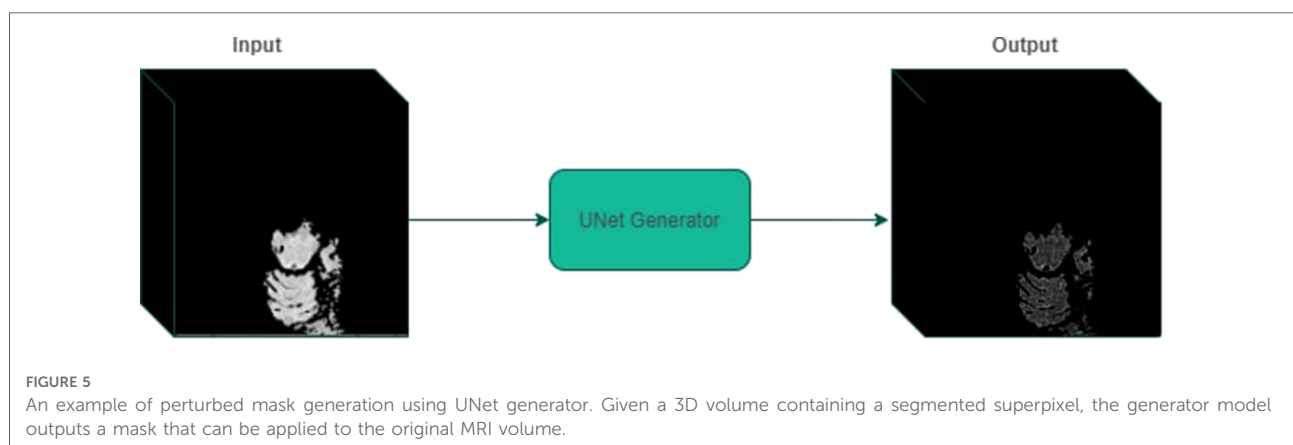 Input
Output
UNet Generator
FIGURE 5
An example of perturbed mask generation using UNet generator. Given a 3D volume containing a segmented superpixel, the generator model
outputs a mask that can be applied to the original MRI volume.